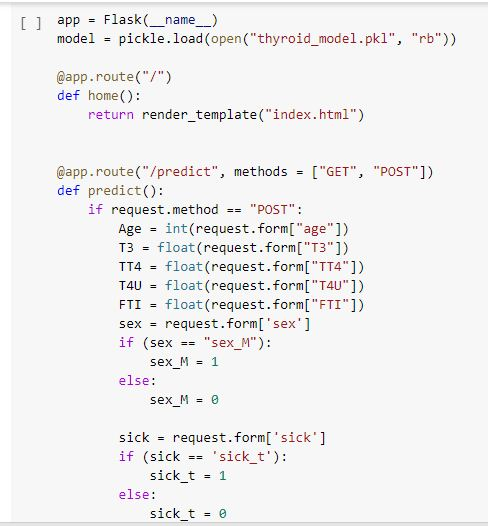 [ ] app = Flask(__name__)
model = pickle.load(open("thyroid_model.pkl", "rb"))
@app.route("/")
def home():
return render_template("index.html")
@app.route("/predict", methods = ["GET", "POST"])
def predict():
if request.method == "POST":
Age = int(request.form["age"])
T3 = float(request.form["T3"])
TT4 = float(request.form["TT4"])
T4U = float(request.form["T4U"])
FTI = float(request.form["FTI"])
sex = request.form['sex']
if (sex == "sex_M"):
sex_M = 1
else:
sex_M = 0
sick = request.form['sick']
if (sick == 'sick_t'):
sick_t = 1
else:
sick_t = 0